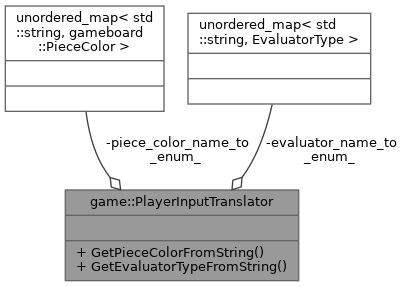 unordered_map< std
::string, gameboard
::PieceColor >
unordered_map< std
::string, EvaluatorType >
-piece_color_name_to
_enum_
-evaluator_name_to
_enum_
game::PlayerInputTranslator
+ GetPieceColorFromString()
+ GetEvaluatorTypeFromString()